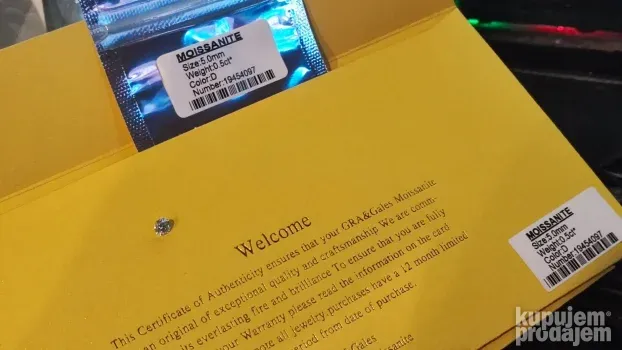 MOISSANITE
Size:5.0mm
Weight:0.5ct*
Color:D
Number:19454097
Welcome
This Certificate of Authenticity ensures that your GRA&Gales Moissanite
an original of exceptional quality and craftsmanship We are comm-
its everlasting fire and brilliance To ensure that you are fully
your Warranty please read the information on the card
note all jewelry purchases have a 12 month limited
period from date of purchase.
Gales
MOISSANITE
Size:5.0mm
Weight:0.5ct*
Color:D
Number:19454097
kupujem
prodajem